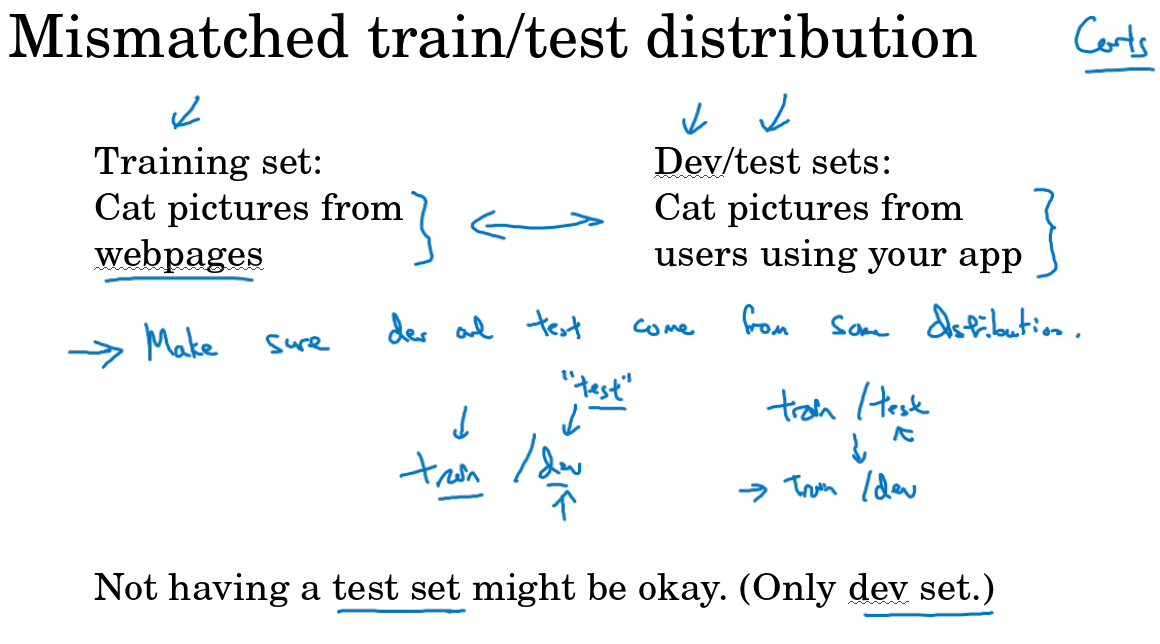 Mismatched train/test distribution
Training set:
Cat pictures from
webpages
Dev/test sets:
Cat pictures from
users using your app
→ Make sure dev and test come from same distribution.
"test"
train / dev
train / test
→ train / dev
Not having a test set might be okay. (Only dev set.)